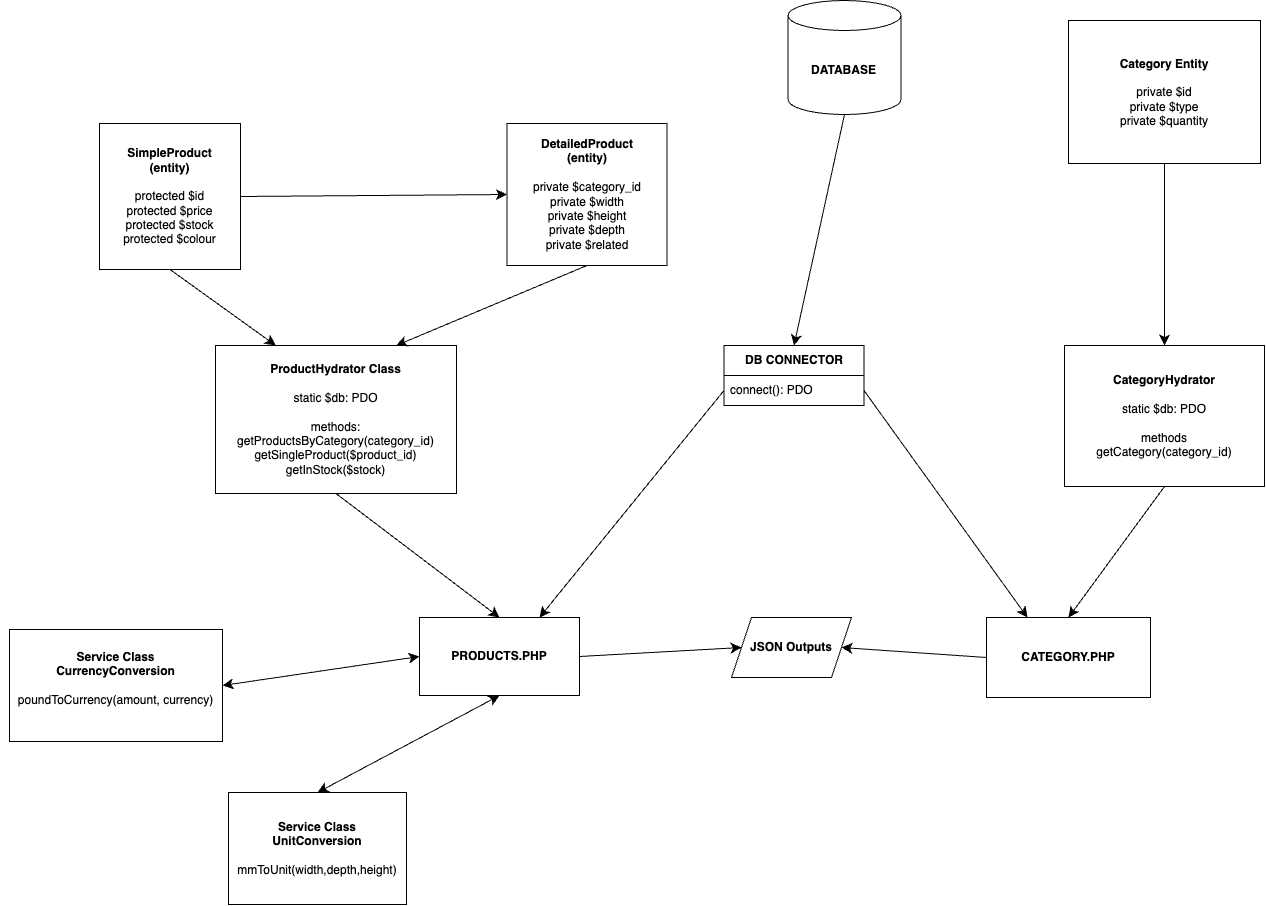 DATABASE
Category Entity
private $id
private $type
private $quantity
SimpleProduct
(entity)
protected $id
protected $price
protected $stock
protected $colour
DetailedProduct
(entity)
private $category_id
private $width
private $height
private $depth
private $related
ProductHydrator Class
static $db: PDO
methods:
getProductsByCategory(category_id)
getSingleProduct($product_id)
getInStock($stock)
DB CONNECTOR
connect(): PDO
CategoryHydrator
static $db: PDO
methods
getCategory(category_id)
Service Class
CurrencyConversion
poundToCurrency(amount, currency)
PRODUCTS.PHP
JSON Outputs
CATEGORY.PHP
Service Class
UnitConversion
mmToUnit(width,depth,height)